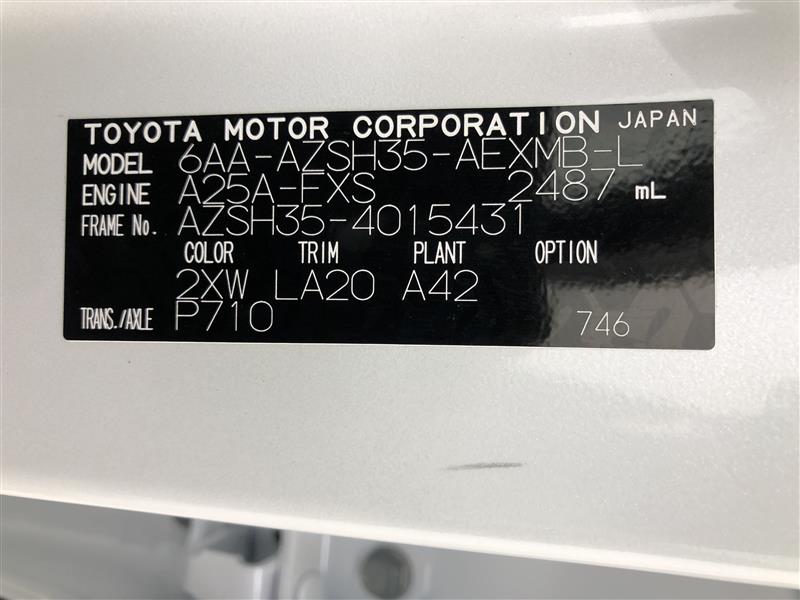 TOYOTA MOTOR CORPORATION JAPAN
MODEL 6AA-AZSH35-AEXMB-L
ENGINE A25A-FXS 2487 mL
FRAME No. AZSH35-4015431
COLOR TRIM PLANT OPTION
2XW LA20 A42
TRANS./AXLE P710 746